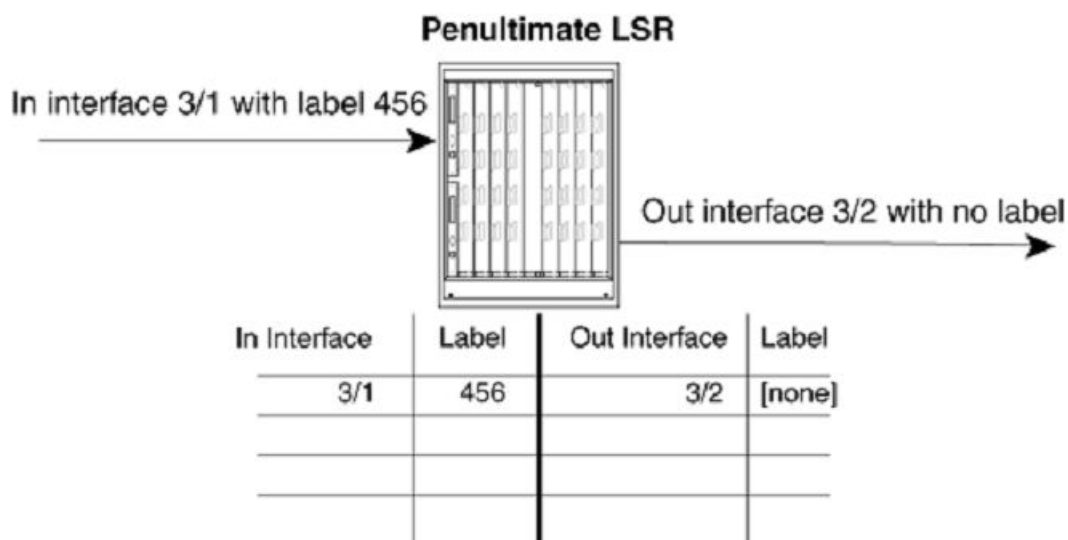 Penultimate LSR
In interface 3/1 with label 456
Out interface 3/2 with no label
In Interface Label Out Interface Label
3/1 456 3/2 [none]